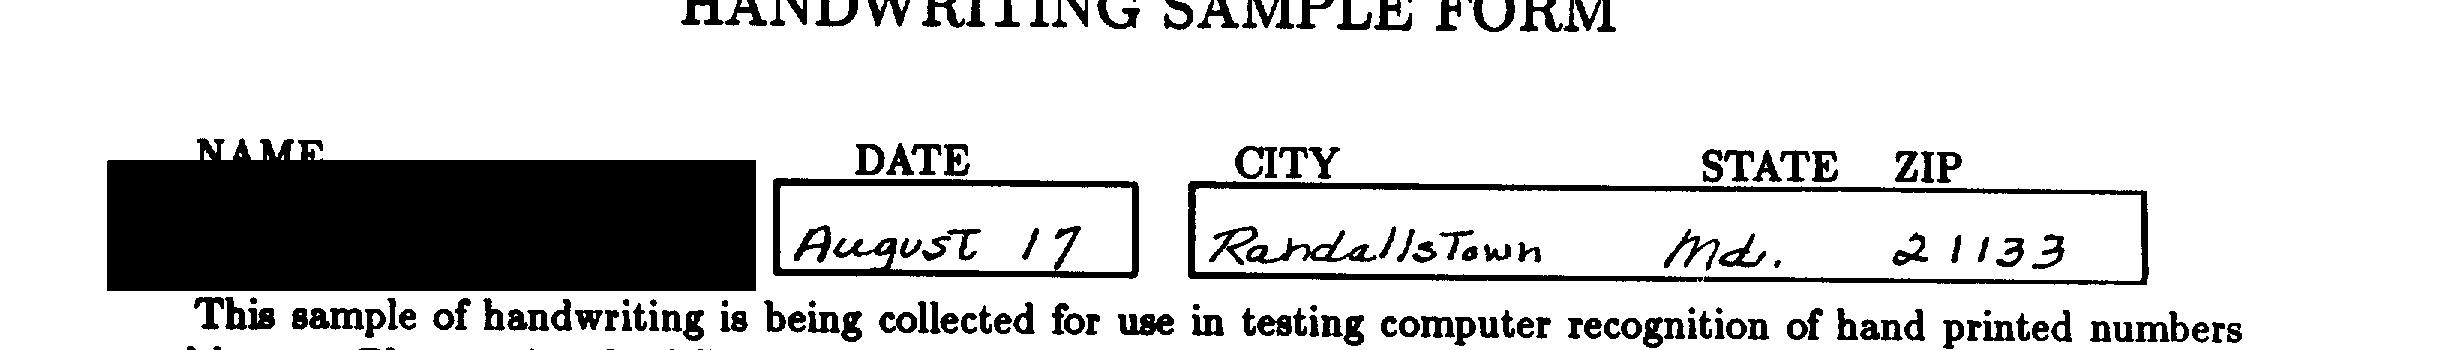 HANDWRITING SAMPLE FORM
NAME DATE CITY STATE ZIP
August 17 RandallsTown Md. 21133
This sample of handwriting is being collected for use in testing computer recognition of hand printed numbers